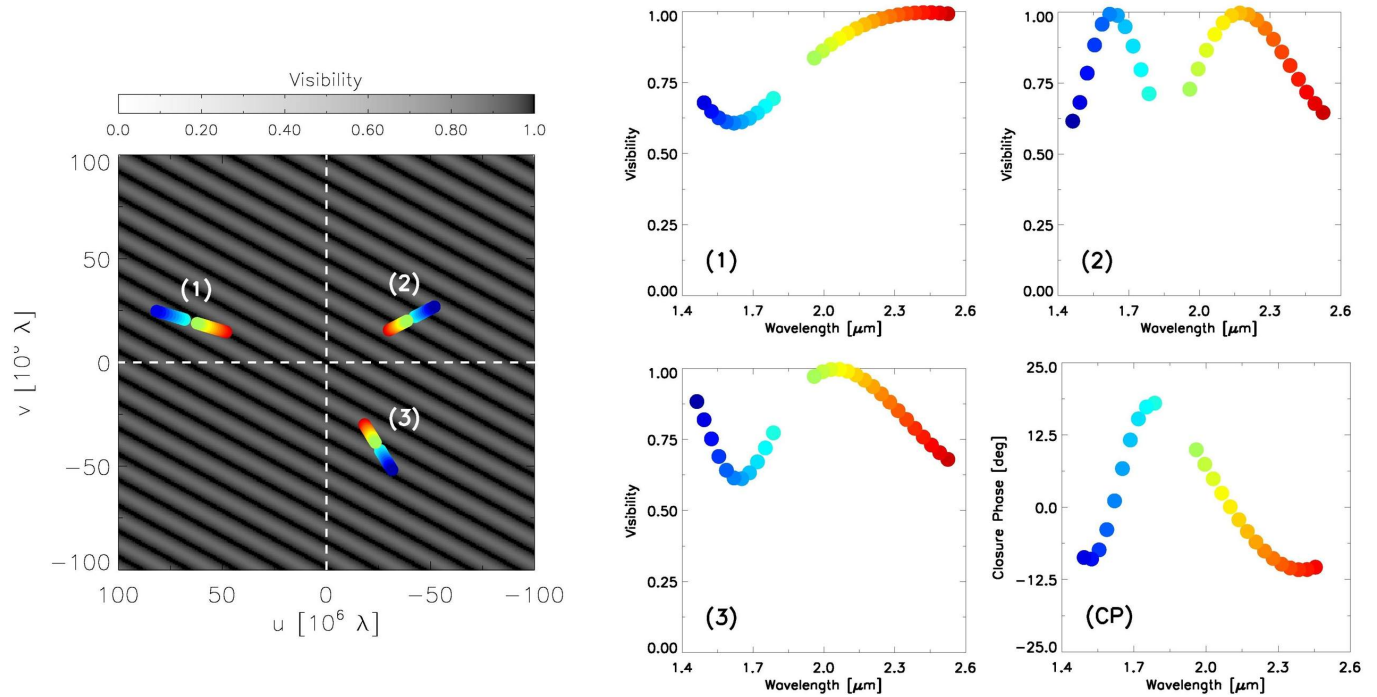 Visibility
0.0 0.20 0.40 0.60 0.80 1.0
100
50
0
−50
−100
v [10⁶ λ]
100 50 0 −50 −100
u [10⁶ λ]
(1)
(2)
(3)
1.00
0.75
0.50
0.25
0.00
Visibility
(1)
1.4 1.7 2.0 2.3 2.6
Wavelength [μm]
1.00
0.75
0.50
0.25
0.00
Visibility
(2)
1.4 1.7 2.0 2.3 2.6
Wavelength [μm]
1.00
0.75
0.50
0.25
0.00
Visibility
(3)
1.4 1.7 2.0 2.3 2.6
Wavelength [μm]
25.0
12.5
0.0
−12.5
−25.0
Closure Phase [deg]
(CP)
1.4 1.7 2.0 2.3 2.6
Wavelength [μm]